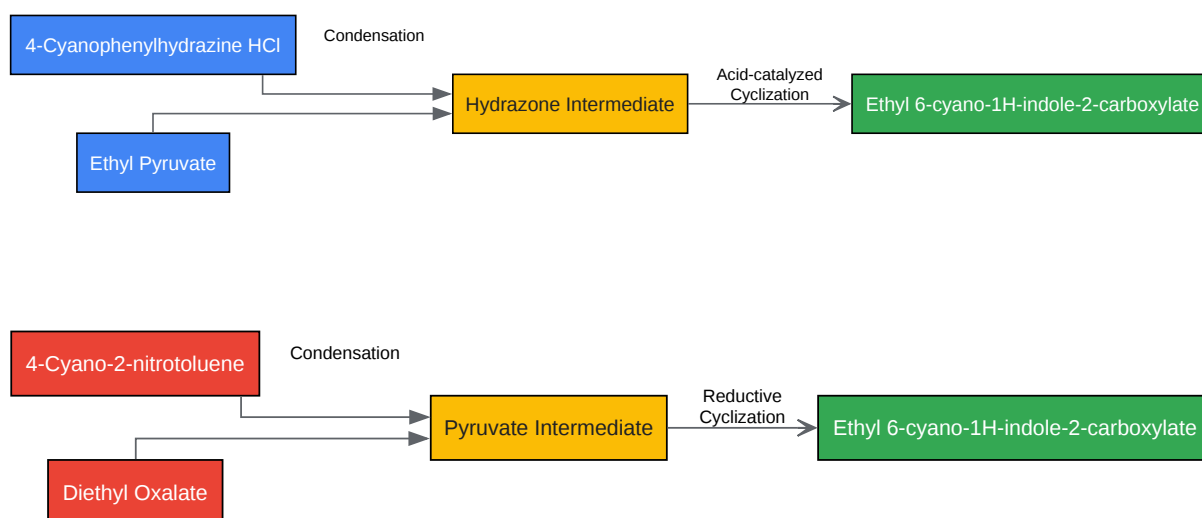 4-Cyanophenylhydrazine HCl
Condensation
Ethyl Pyruvate
Hydrazone Intermediate
Acid-catalyzed
Cyclization
Ethyl 6-cyano-1H-indole-2-carboxylate
4-Cyano-2-nitrotoluene
Condensation
Diethyl Oxalate
Pyruvate Intermediate
Reductive
Cyclization
Ethyl 6-cyano-1H-indole-2-carboxylate